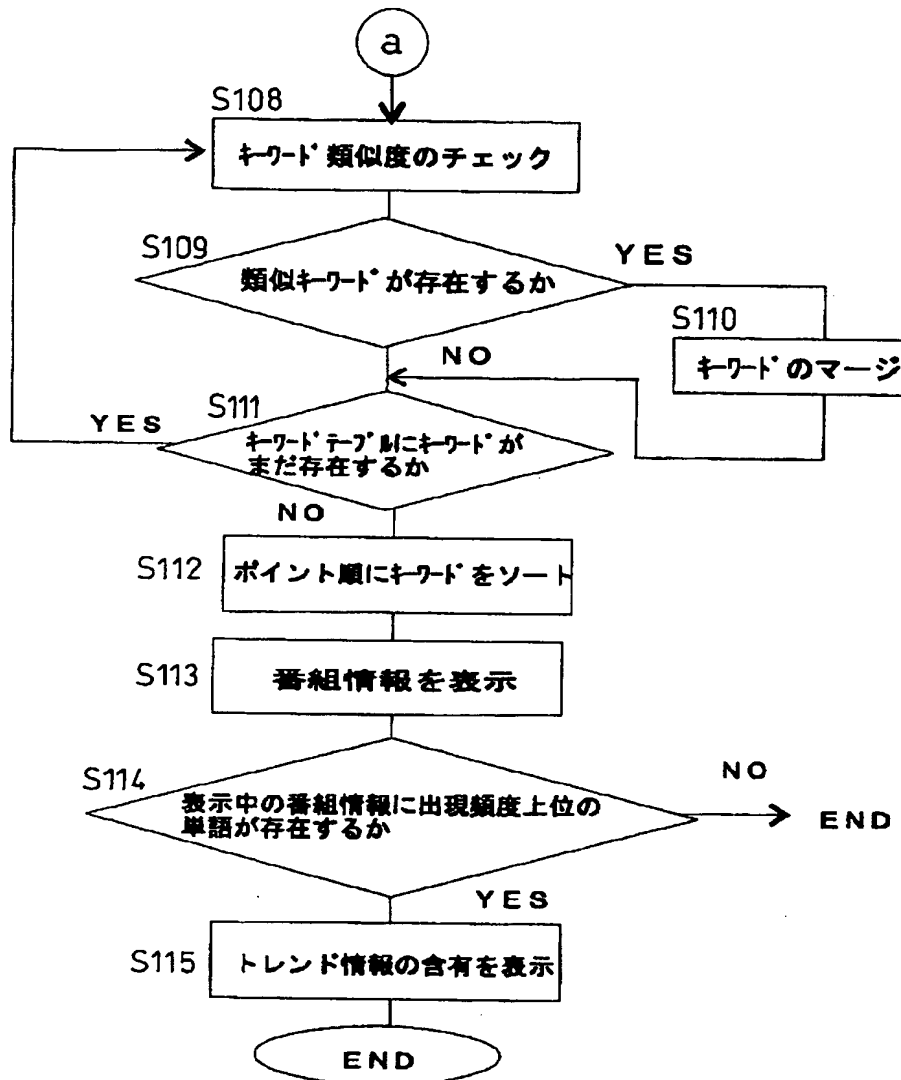 a
S108
キーワード類似度のチェック
S109
類似キーワードが存在するか
YES
S110
キーワードのマージ
NO
S111
YES
キーワードテーブルにキーワードが
まだ存在するか
NO
S112
ポイント順にキーワードをソート
S113
番組情報を表示
S114
表示中の番組情報に出現頻度上位の
単語が存在するか
NO
END
YES
S115
トレンド情報の含有を表示
END